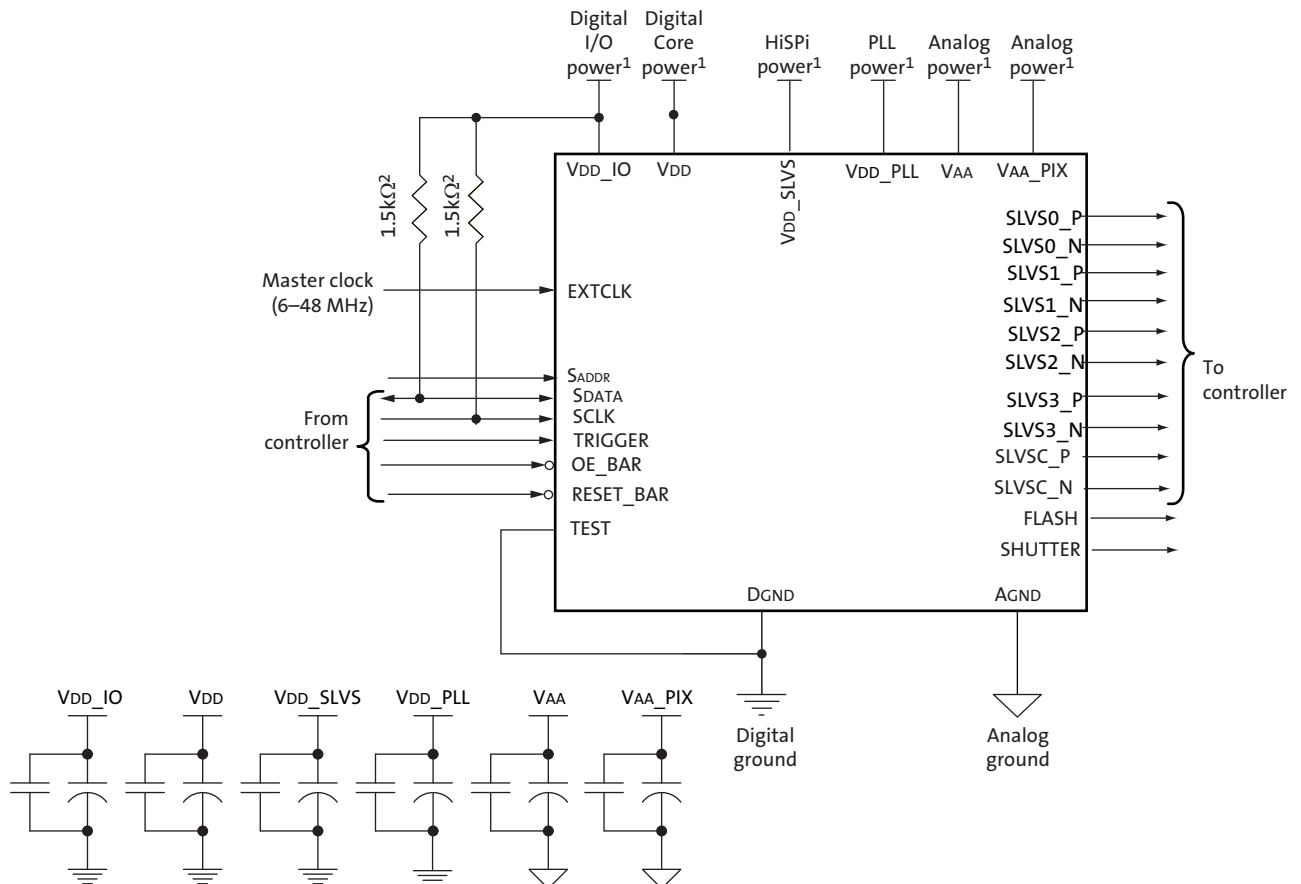 Digital
I/O
power1
Digital
Core
power1
HiSPi
power1
PLL
power1
Analog
power1
Analog
power1
VDD_IO
VDD
VDD_SLVS
VDD_PLL
VAA
VAA_PIX
1.5kΩ2
1.5kΩ2
Master clock
(6–48 MHz)
EXTCLK
From
controller
SADDR
SDATA
SCLK
TRIGGER
OE_BAR
RESET_BAR
TEST
SLVS0_P
SLVS0_N
SLVS1_P
SLVS1_N
SLVS2_P
SLVS2_N
SLVS3_P
SLVS3_N
SLVSC_P
SLVSC_N
FLASH
SHUTTER
To
controller
DGND
AGND
Digital
ground
Analog
ground
VDD_IO
VDD
VDD_SLVS
VDD_PLL
VAA
VAA_PIX